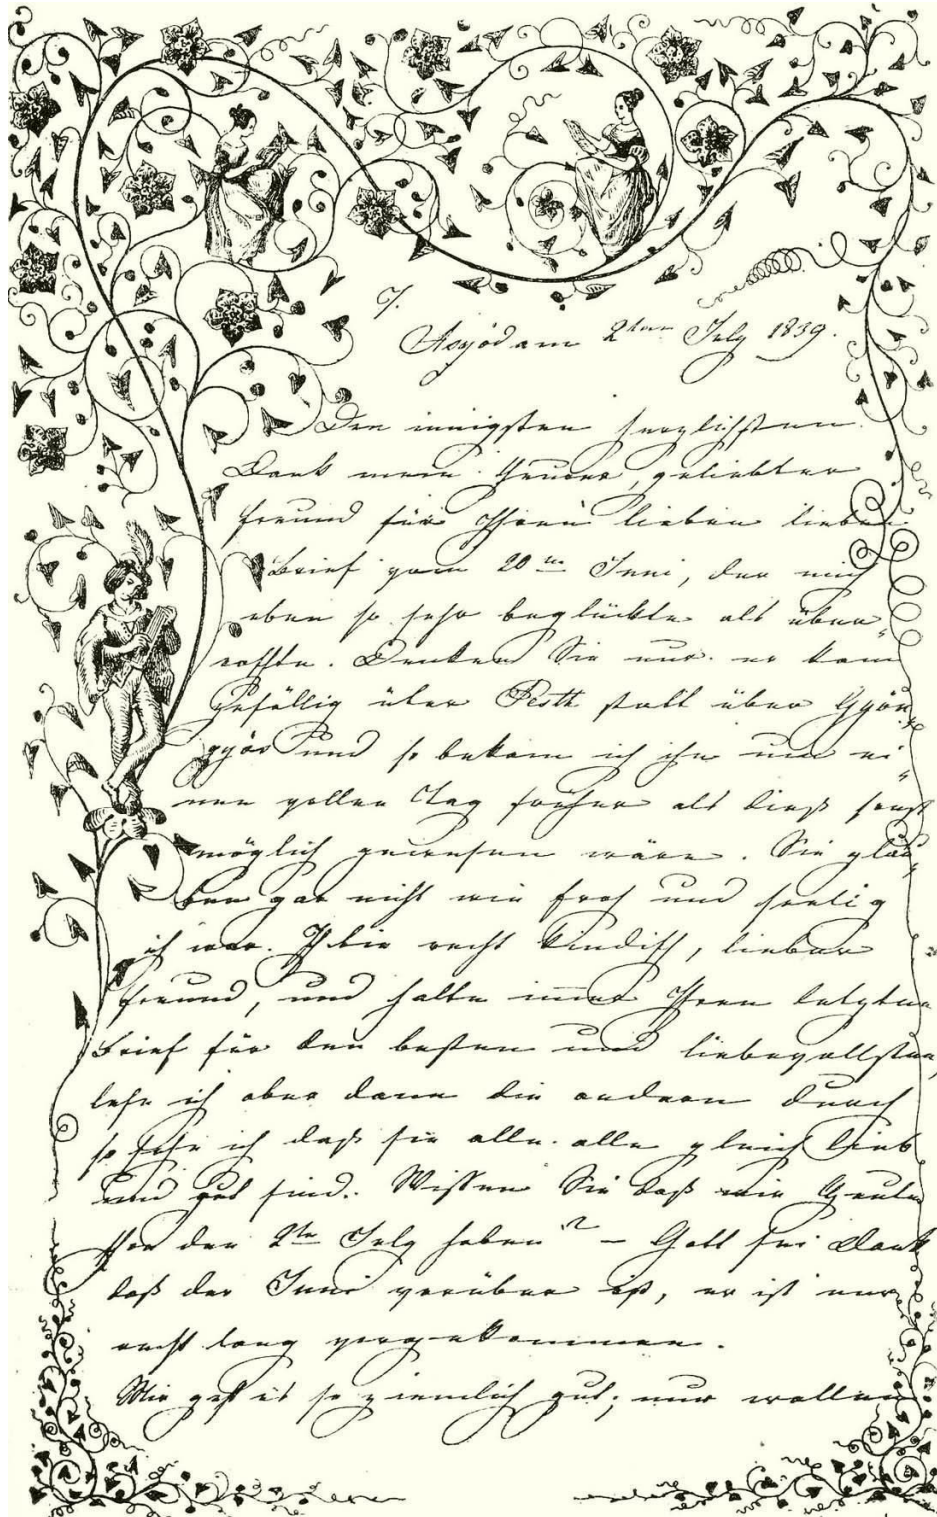 7.
Aszód am 2ten July 1839.
Den innigsten herzlichsten
Dank mein theurer, geliebter
Freund für Ihren lieben lieben
Brief vom 20ten Juni, der mich
eben so sehr beglückte als über„
raschte. Denken Sie nur er kam
zufällig über Pesth statt über Gyön„
gyös und so bekam ich ihn um ei„
nen vollen Tag früher als dieß sonst
möglich gewesen wäre. Sie glau„
ben gar nicht wie froh und seelig
ich war. Ich bin recht kindisch, lieber
Freund, und halte immer Ihren letzten
Brief für den besten und liebevollsten,
lese ich aber dann die andern durch
so sehe ich daß sie alle alle gleich lieb
und gut sind. Wissen Sie daß wir heute
schon den 2te July haben? – Gott sei Dank
daß der Juni vorüber ist, er ist mir
recht lang vorgekommen.
Mir geht es so ziemlich gut; nur wollen